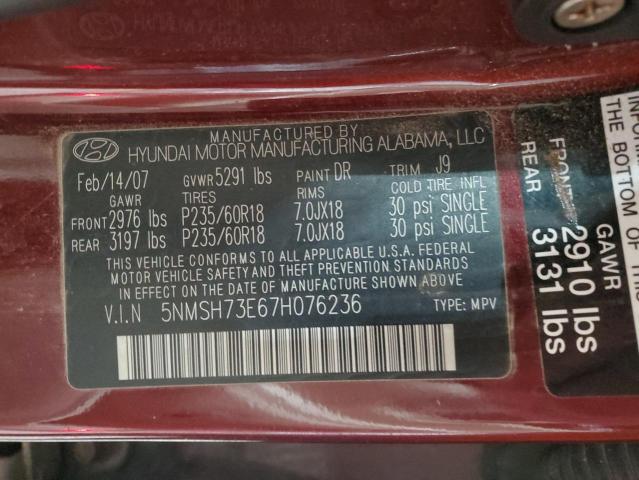 MANUFACTURED BY
HYUNDAI MOTOR MANUFACTURING ALABAMA, LLC
Feb/14/07 GVWR 5291 lbs PAINT DR TRIM J9
GAWR TIRES RIMS COLD TIRE INFL
FRONT 2976 lbs P235/60R18 7.0JX18 30 psi SINGLE
REAR 3197 lbs P235/60R18 7.0JX18 30 psi SINGLE
THIS VEHICLE CONFORMS TO ALL APPLICABLE U.S.A. FEDERAL
MOTOR VEHICLE SAFETY AND THEFT PREVENTION STANDARDS
IN EFFECT ON THE DATE OF MANUFACTURE SHOWN ABOVE.
V.I.N 5NMSH73E67H076236 TYPE: MPV
GAWR
FRONT 2910 lbs
REAR 3131 lbs
BOTTOM OF